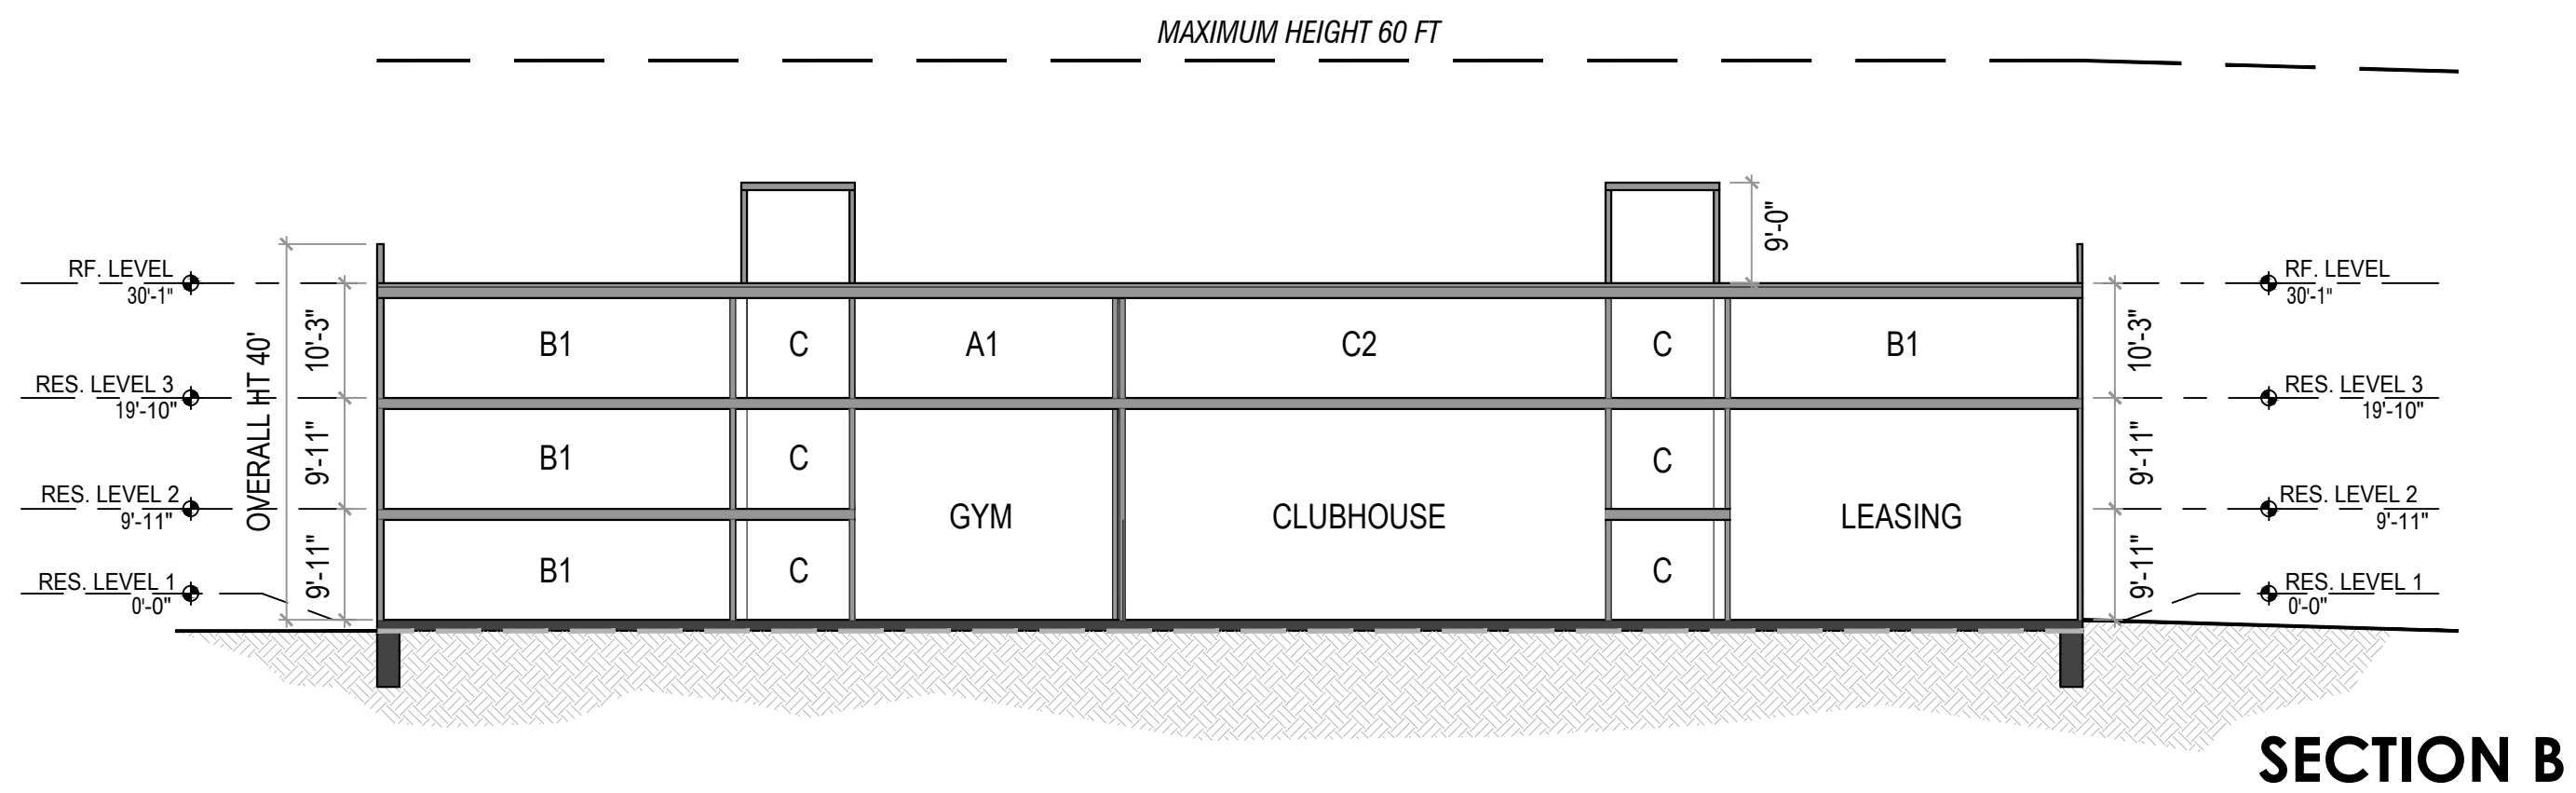 MAXIMUM HEIGHT 60 FT
9'-0"
RF. LEVEL
30'-1"
RF. LEVEL
30'-1"
OVERALL HT 40'
10'-3"
B1
C
A1
C2
C
B1
10'-3"
RES. LEVEL 3
19'-10"
RES. LEVEL 3
19'-10"
9'-11"
B1
C
C
9'-11"
RES. LEVEL 2
9'-11"
GYM
CLUBHOUSE
LEASING
RES. LEVEL 2
9'-11"
9'-11"
B1
C
C
9'-11"
RES. LEVEL 1
0'-0"
RES. LEVEL 1
0'-0"
SECTION B